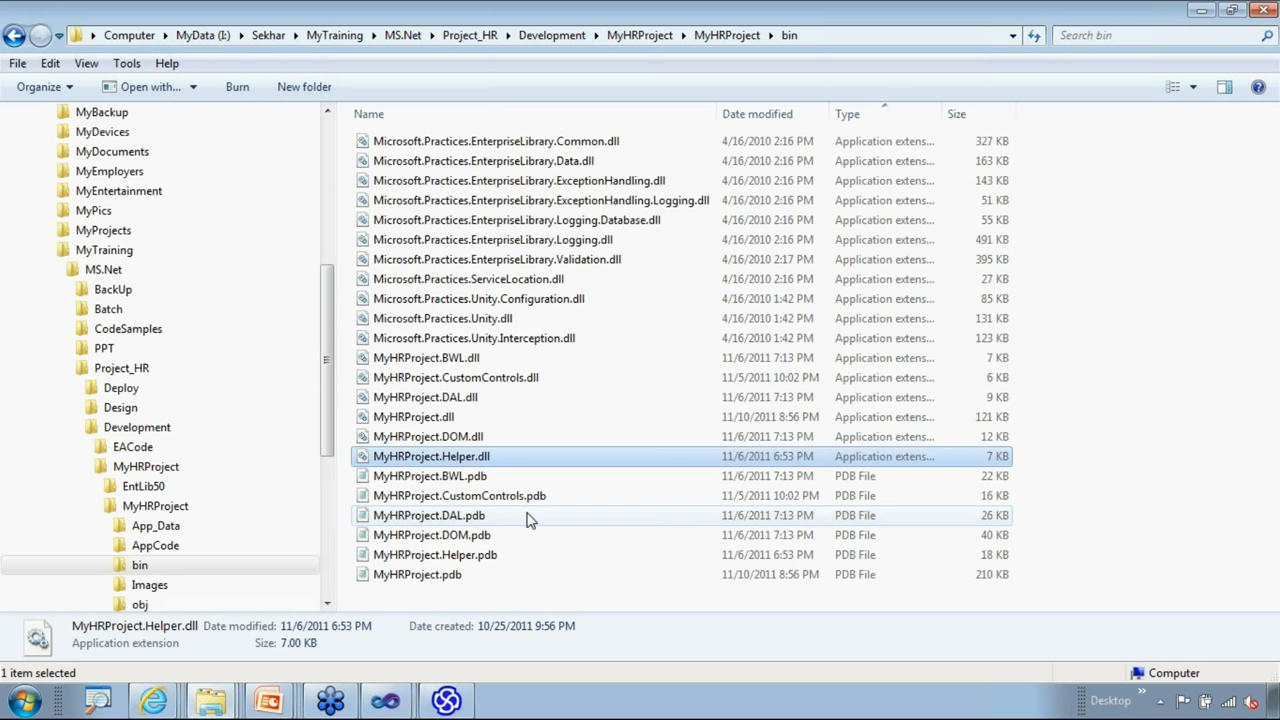 Computer MyData (I:) Sekhar MyTraining MS.Net Project_HR Development MyHRProject MyHRProject bin Search bin
File Edit View Tools Help
Organize Open with... Burn New folder
MyBackup
MyDevices
MyDocuments
MyEmployers
MyEntertainment
MyPics
MyProjects
MyTraining
MS.Net
BackUp
Batch
CodeSamples
PPT
Project_HR
Deploy
Design
Development
EACode
MyHRProject
EntLib50
MyHRProject
App_Data
AppCode
bin
Images
obj
Name Date modified Type Size
Microsoft.Practices.EnterpriseLibrary.Common.dll 4/16/2010 2:16 PM Application extens... 327 KB
Microsoft.Practices.EnterpriseLibrary.Data.dll 4/16/2010 2:16 PM Application extens... 163 KB
Microsoft.Practices.EnterpriseLibrary.ExceptionHandling.dll 4/16/2010 2:16 PM Application extens... 143 KB
Microsoft.Practices.EnterpriseLibrary.ExceptionHandling.Logging.dll 4/16/2010 2:16 PM Application extens... 51 KB
Microsoft.Practices.EnterpriseLibrary.Logging.Database.dll 4/16/2010 2:16 PM Application extens... 55 KB
Microsoft.Practices.EnterpriseLibrary.Logging.dll 4/16/2010 2:16 PM Application extens... 491 KB
Microsoft.Practices.EnterpriseLibrary.Validation.dll 4/16/2010 2:17 PM Application extens... 395 KB
Microsoft.Practices.ServiceLocation.dll 4/16/2010 2:16 PM Application extens... 27 KB
Microsoft.Practices.Unity.Configuration.dll 4/16/2010 1:42 PM Application extens... 85 KB
Microsoft.Practices.Unity.dll 4/16/2010 1:42 PM Application extens... 131 KB
Microsoft.Practices.Unity.Interception.dll 4/16/2010 1:42 PM Application extens... 123 KB
MyHRProject.BWL.dll 11/6/2011 7:13 PM Application extens... 7 KB
MyHRProject.CustomControls.dll 11/5/2011 10:02 PM Application extens... 6 KB
MyHRProject.DAL.dll 11/6/2011 7:13 PM Application extens... 9 KB
MyHRProject.dll 11/10/2011 8:56 PM Application extens... 121 KB
MyHRProject.DOM.dll 11/6/2011 7:13 PM Application extens... 12 KB
MyHRProject.Helper.dll 11/6/2011 6:53 PM Application extens... 7 KB
MyHRProject.BWL.pdb 11/6/2011 7:13 PM PDB File 22 KB
MyHRProject.CustomControls.pdb 11/5/2011 10:02 PM PDB File 16 KB
MyHRProject.DAL.pdb 11/6/2011 7:13 PM PDB File 26 KB
MyHRProject.DOM.pdb 11/6/2011 7:13 PM PDB File 40 KB
MyHRProject.Helper.pdb 11/6/2011 6:53 PM PDB File 18 KB
MyHRProject.pdb 11/10/2011 8:56 PM PDB File 210 KB
MyHRProject.Helper.dll Date modified: 11/6/2011 6:53 PM Date created: 10/25/2011 9:56 PM
Application extension Size: 7.00 KB
1 item selected Computer
Desktop